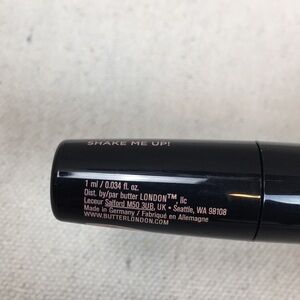 SHAKE ME UP!
1 ml / 0.034 fl. oz.
Dist. by/par butter LONDON™, llc
Leceur Salford M50 3UB, UK • Seattle, WA 98108
Made in Germany / Fabriqué en Allemagne
WWW.BUTTERLONDON.COM